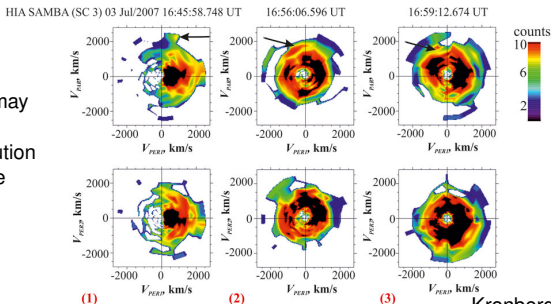 HIA SAMBA (SC 3) 03 Jul/2007 16:45:58.748 UT 16:56:06.596 UT 16:59:12.674 UT
counts
10
6
2
may
ution
e
2000
0
-2000
V_PAR, km/s
-2000 0 2000
V_PERP, km/s
-2000 0 2000
V_PERP, km/s
-2000 0 2000
V_PERP, km/s
2000
0
-2000
V_PERP, km/s
-2000 0 2000
V_PERP, km/s
-2000 0 2000
V_PERP, km/s
-2000 0 2000
V_PERP, km/s
(1) (2) (3)